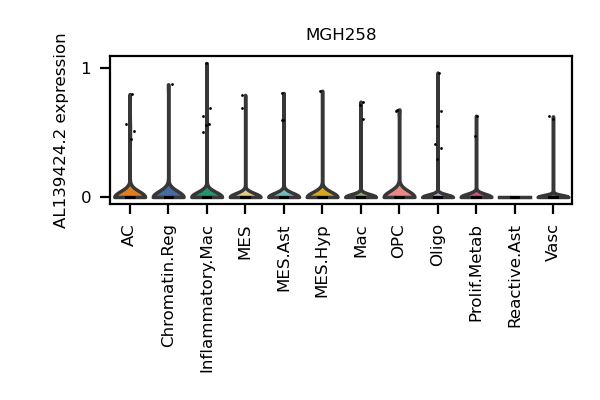 MGH258
AL139424.2 expression
1
0
AC
Chromatin.Reg
Inflammatory.Mac
MES
MES.Ast
MES.Hyp
Mac
OPC
Oligo
Prolif.Metab
Reactive.Ast
Vasc